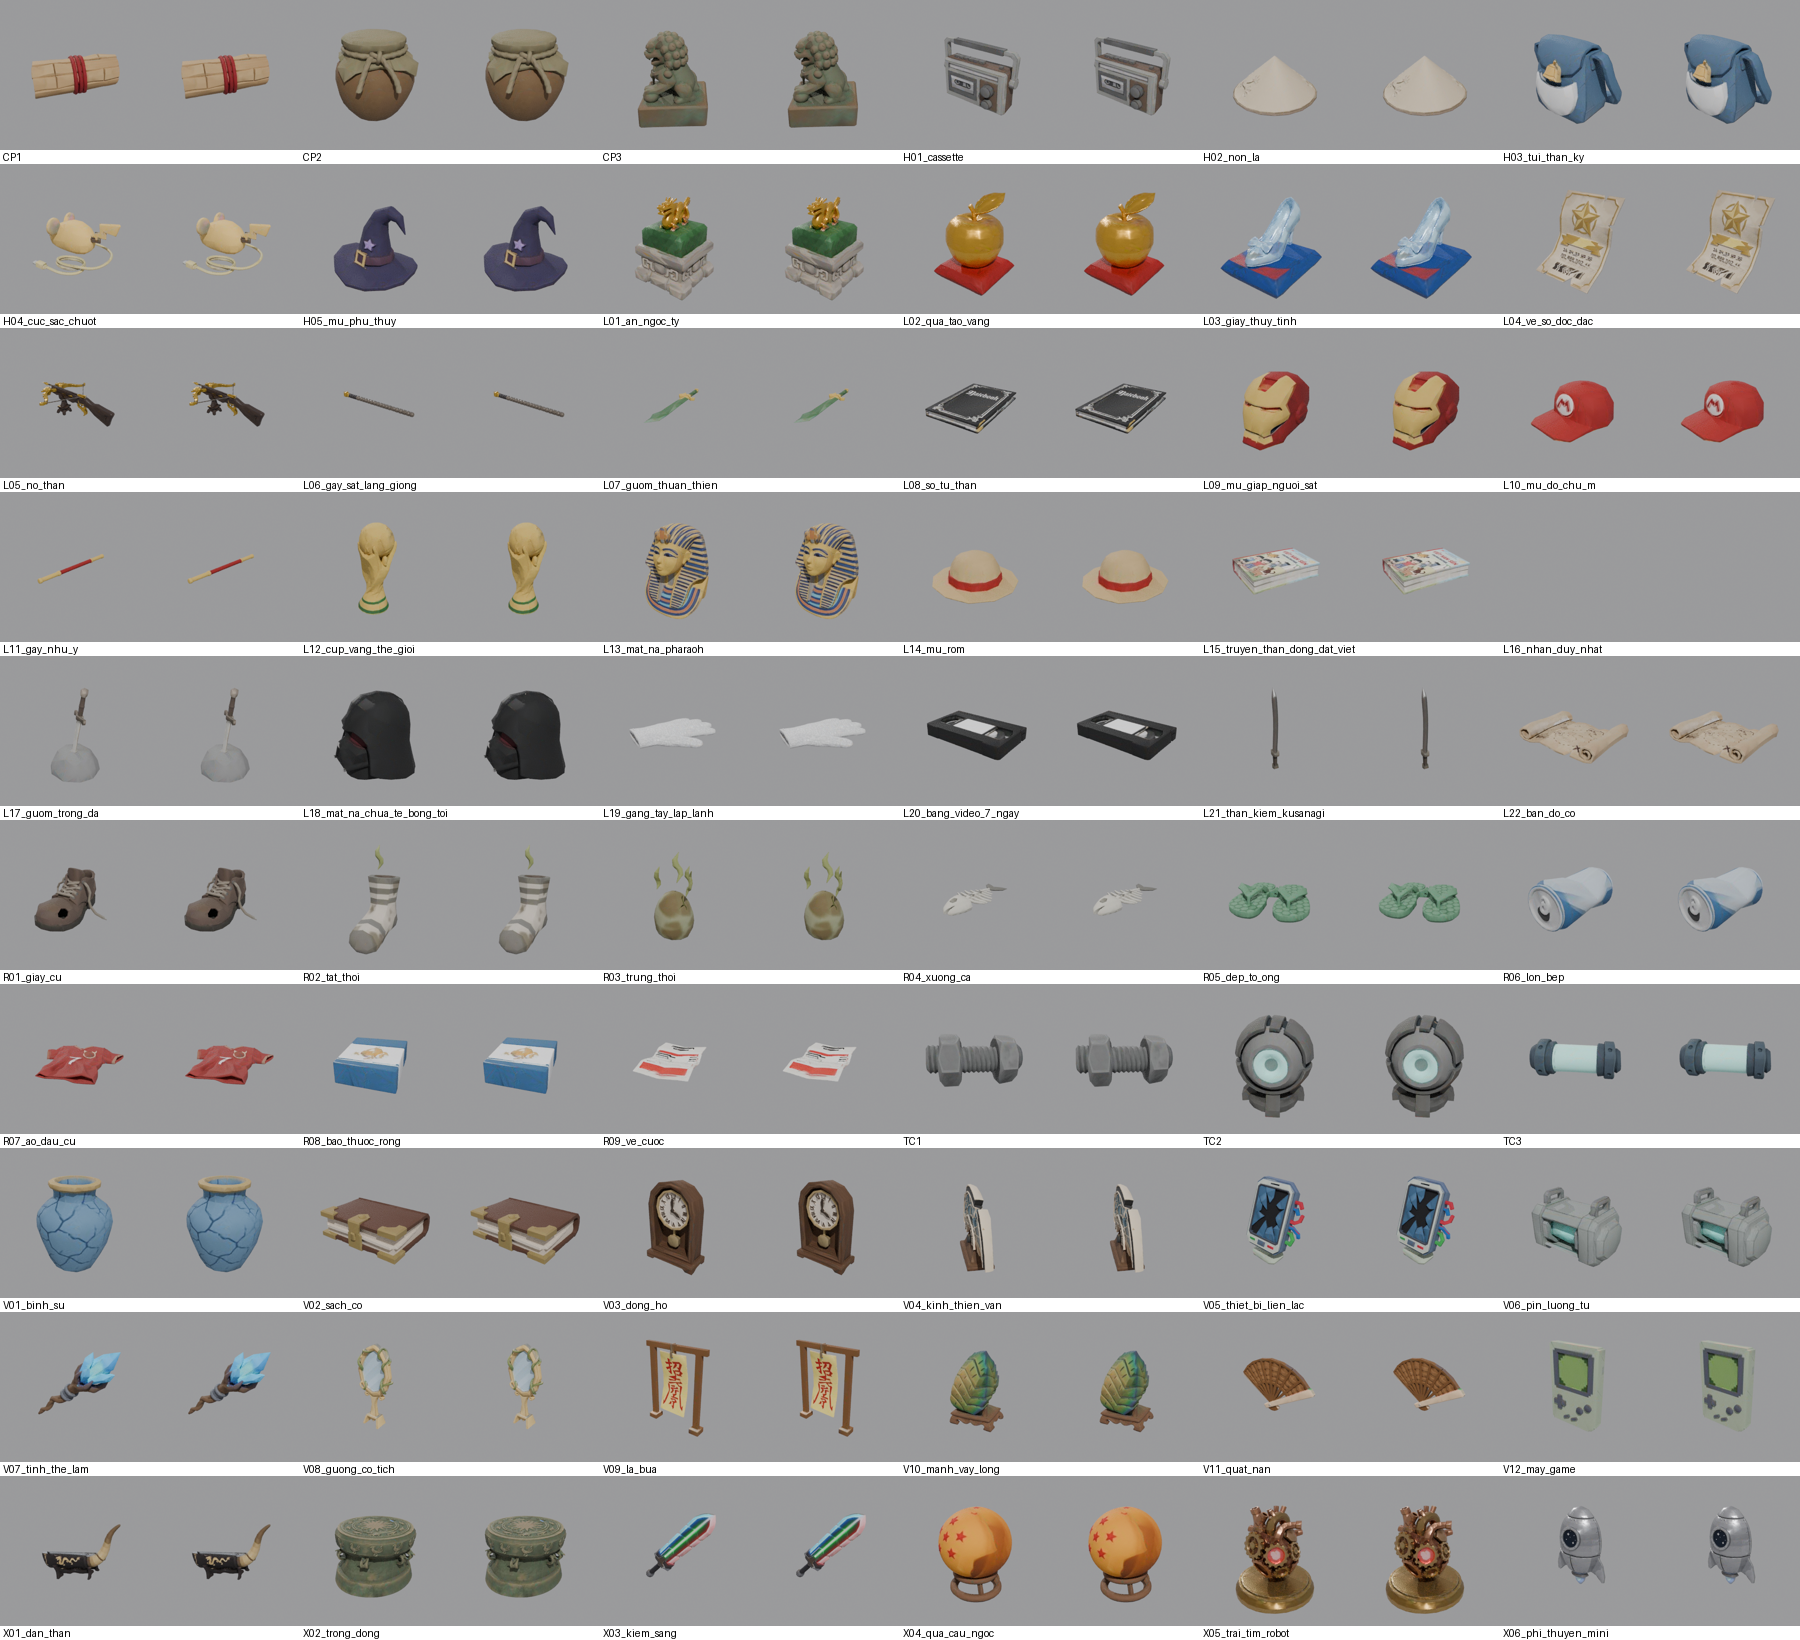 CP1 CP2 CP3 H01_cassette H02_non_la H03_tui_than_ky
H04_cuc_sac_chuot H05_mu_phu_thuy L01_an_ngoc_ty L02_qua_tao_vang L03_giay_thuy_tinh L04_ve_so_doc_dac
L05_no_than L06_gay_sat_lang_giong L07_guom_thuan_thien L08_so_tu_than L09_mu_giap_nguoi_sat L10_mu_do_chu_m
L11_gay_nhu_y L12_cup_vang_the_gioi L13_mat_na_pharaoh L14_mu_rom L15_truyen_than_dong_dat_viet L16_nhan_duy_nhat
L17_guom_trong_da L18_mat_na_chua_te_bong_toi L19_gang_tay_lap_lanh L20_bang_video_7_ngay L21_than_kiem_kusanagi L22_ban_do_co
R01_giay_cu R02_tat_thoi R03_trung_thoi R04_xuong_ca R05_dep_to_ong R06_lon_bep
R07_ao_dau_cu R08_bao_thuoc_rong R09_ve_cuoc TC1 TC2 TC3
V01_binh_su V02_sach_co V03_dong_ho V04_kinh_thien_van V05_thiet_bi_lien_lac V06_pin_luong_tu
V07_tinh_the_lam V08_guong_co_tich V09_la_bua V10_manh_vay_long V11_quat_nan V12_may_game
X01_dan_than X02_trong_dong X03_kiem_sang X04_qua_cau_ngoc X05_trai_tim_robot X06_phi_thuyen_mini